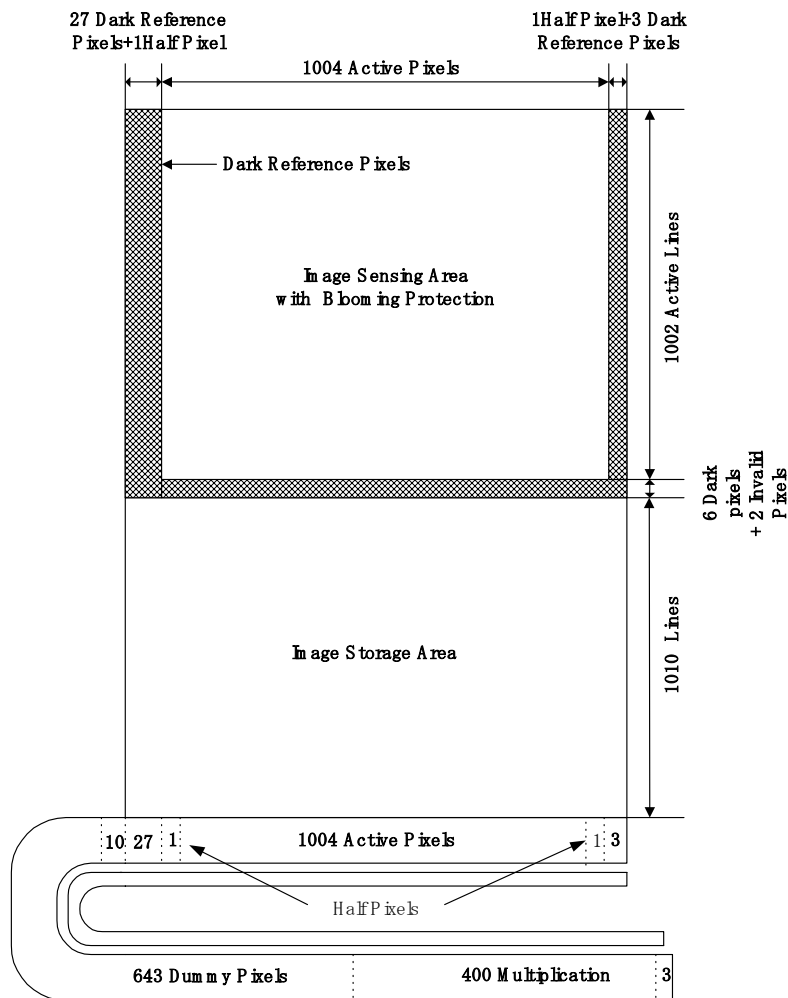 27 Dark Reference
Pixels+1Half Pixel
1Half Pixel+3 Dark
Reference Pixels
1004 Active Pixels
Dark Reference Pixels
Image Sensing Area
with Blooming Protection
1002 Active Lines
6 Dark
pixels
+ 2 Invalid
Pixels
Image Storage Area
1010 Lines
10 27 1 1004 Active Pixels 1 3
Half Pixels
643 Dummy Pixels 400 Multiplication 3